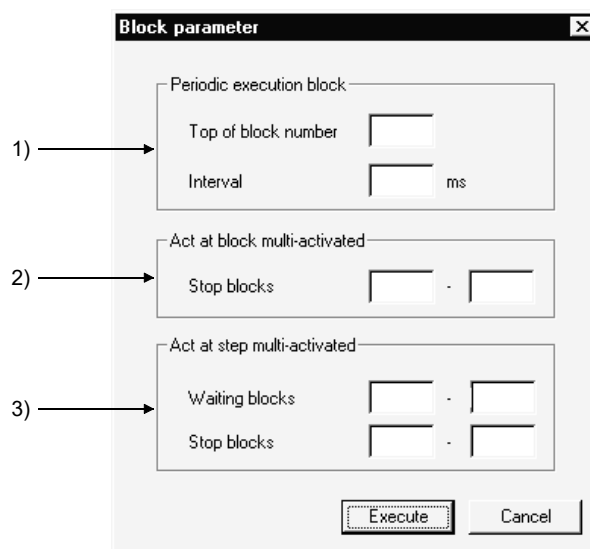 Block parameter
Periodic execution block
1)
Top of block number
Interval ms
Act at block multi-activated
2)
Stop blocks -
Act at step multi-activated
3)
Waiting blocks -
Stop blocks -
Execute Cancel